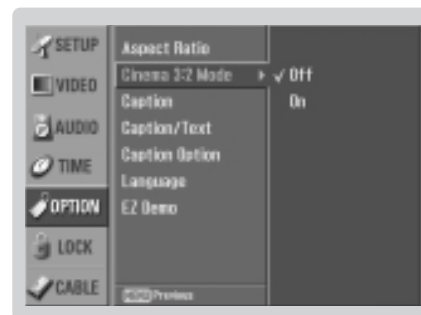 SETUP
VIDEO
AUDIO
TIME
OPTION
LOCK
CABLE
Aspect Ratio
Cinema 3:2 Mode
Caption
Caption/Text
Caption Option
Language
EZ Demo
Previous
Off
On